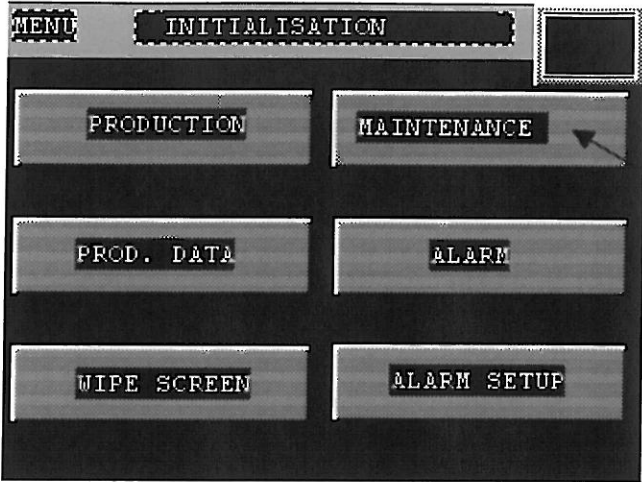 MENU INITIALISATION
PRODUCTION MAINTENANCE
PROD. DATA ALARM
WIPE SCREEN ALARM SETUP